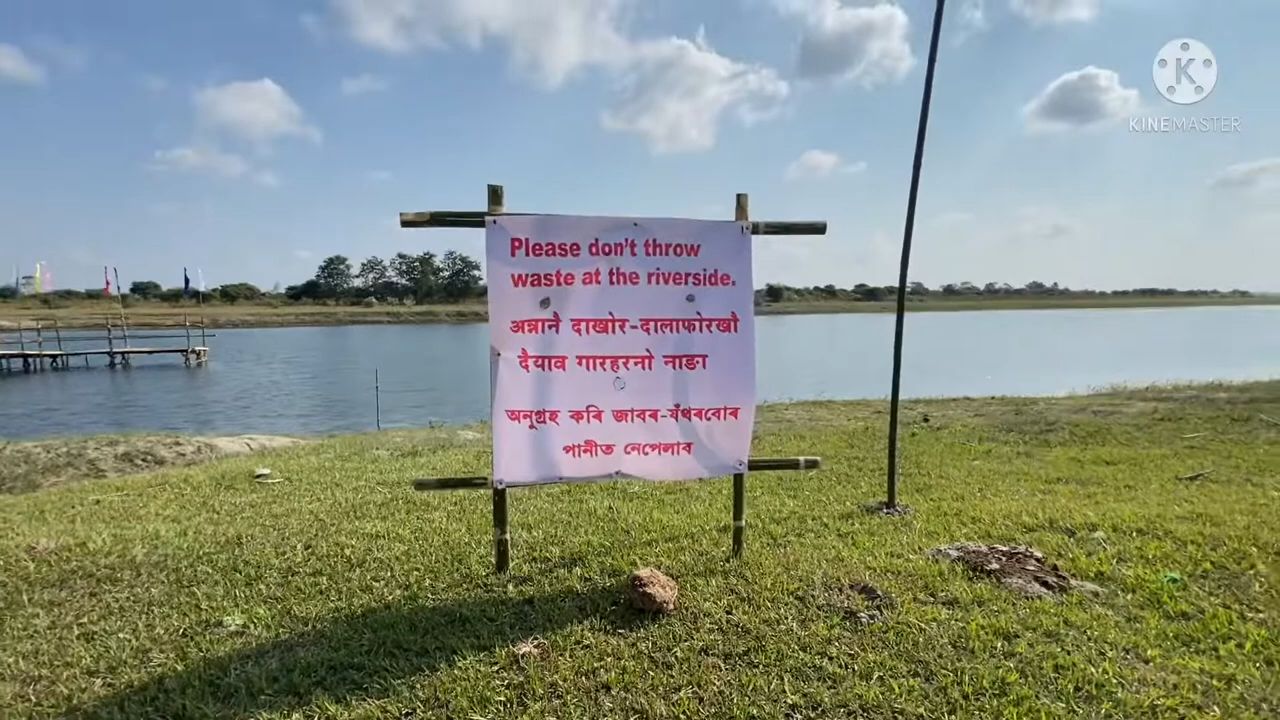 Please don't throw
waste at the riverside.
अन्नानै दाखोर-दालाफोरखौ
दैयाव गारहरनो नाङा
অনুগ্ৰহ কৰি জাবৰ-যঁথৰবোৰ
পানীত নেপেলাব
K
KINEMASTER